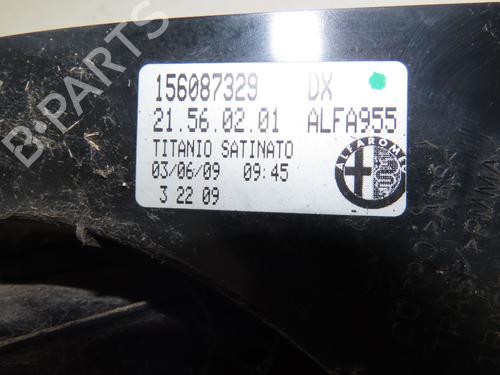 156087329 DX
21.56.02.01 ALFA955
TITANIO SATINATO
03/06/09 09:45
3 22 09
ALFA ROMEO
B-PARTS